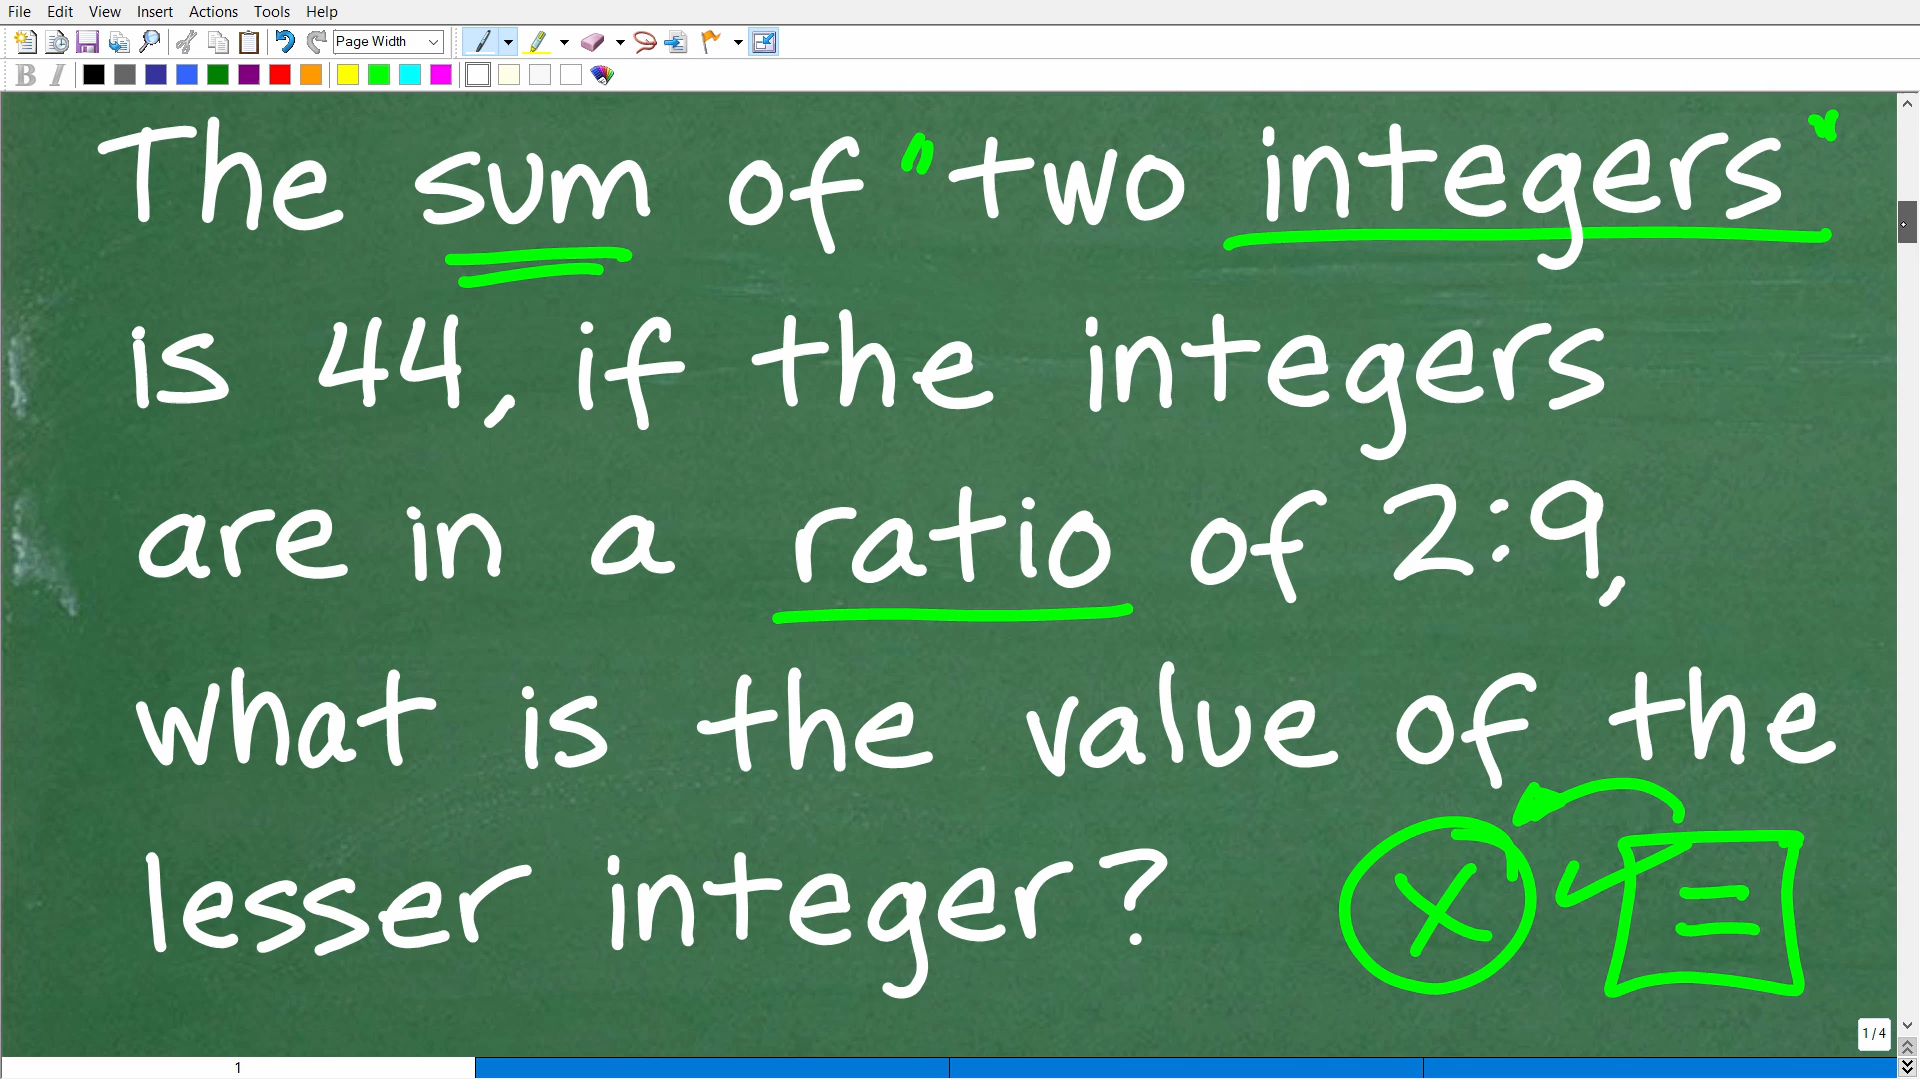 File Edit View Insert Actions Tools Help
Page Width
B I
The sum of "two integers"
is 44, if the integers
are in a ratio of 2:9,
what is the value of the
lesser integer?
X =
1/4
1